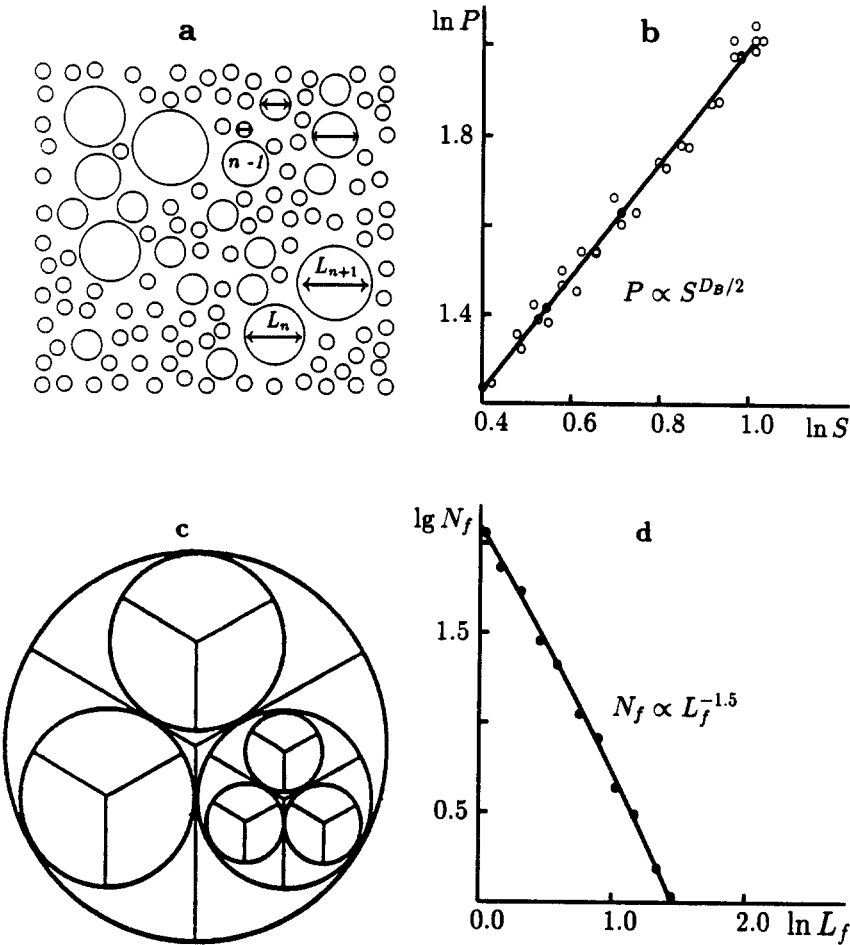 a
n - 1
L_{n+1}
L_n
b
ln P
1.8
1.4
P ∝ S^{D_B/2}
0.4 0.6 0.8 1.0 ln S
c
d
lg N_f
1.5
N_f ∝ L_f^{-1.5}
0.5
0.0 1.0 2.0 ln L_f